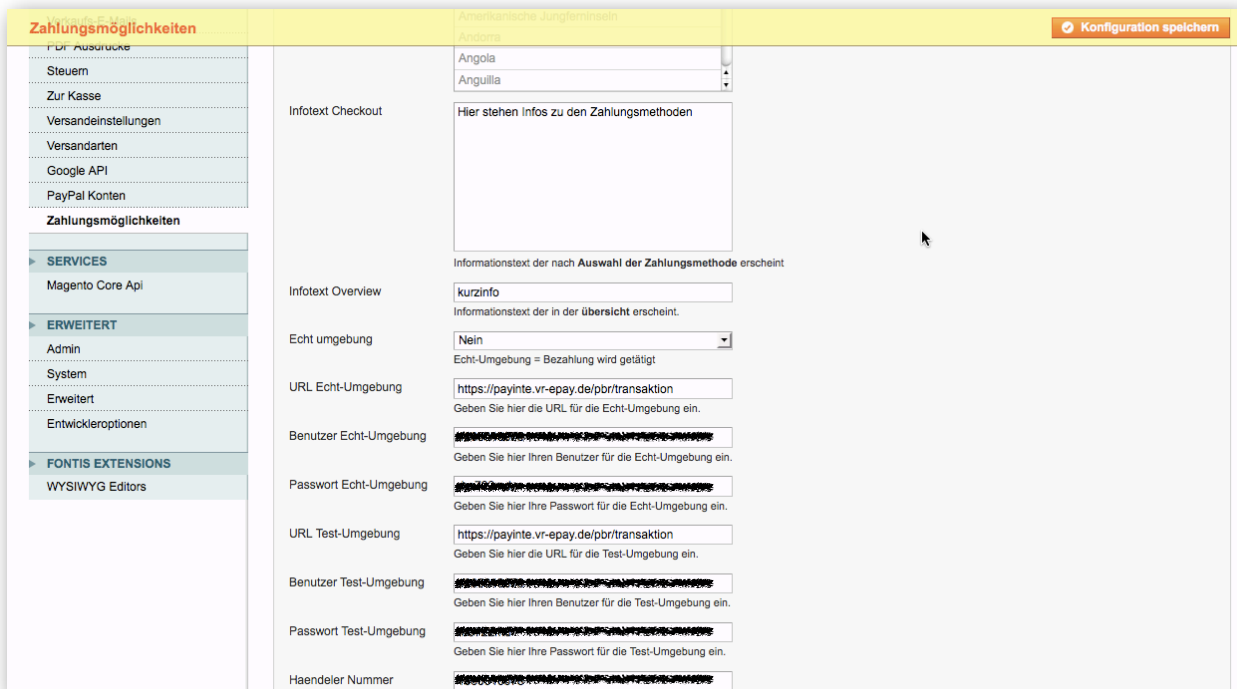 Verkaufs-E-Mails
Zahlungsmöglichkeiten
Konfiguration speichern
PDF Ausdrucke
Steuern
Zur Kasse
Versandeinstellungen
Versandarten
Google API
PayPal Konten
Zahlungsmöglichkeiten
SERVICES
Magento Core Api
ERWEITERT
Admin
System
Erweitert
Entwickleroptionen
FONTIS EXTENSIONS
WYSIWYG Editors
Amerikanische Jungferninseln
Andorra
Angola
Anguilla
Infotext Checkout
Hier stehen Infos zu den Zahlungsmethoden
Informationstext der nach Auswahl der Zahlungsmethode erscheint
Infotext Overview
kurzinfo
Informationstext der in der übersicht erscheint.
Echt umgebung
Nein
Echt-Umgebung = Bezahlung wird getätigt
URL Echt-Umgebung
https://payinte.vr-epay.de/pbr/transaktion
Geben Sie hier die URL für die Echt-Umgebung ein.
Benutzer Echt-Umgebung
Geben Sie hier Ihren Benutzer für die Echt-Umgebung ein.
Passwort Echt-Umgebung
Geben Sie hier Ihre Passwort für die Echt-Umgebung ein.
URL Test-Umgebung
https://payinte.vr-epay.de/pbr/transaktion
Geben Sie hier die URL für die Test-Umgebung ein.
Benutzer Test-Umgebung
Geben Sie hier Ihren Benutzer für die Test-Umgebung ein.
Passwort Test-Umgebung
Geben Sie hier Ihre Passwort für die Test-Umgebung ein.
Haendeler Nummer